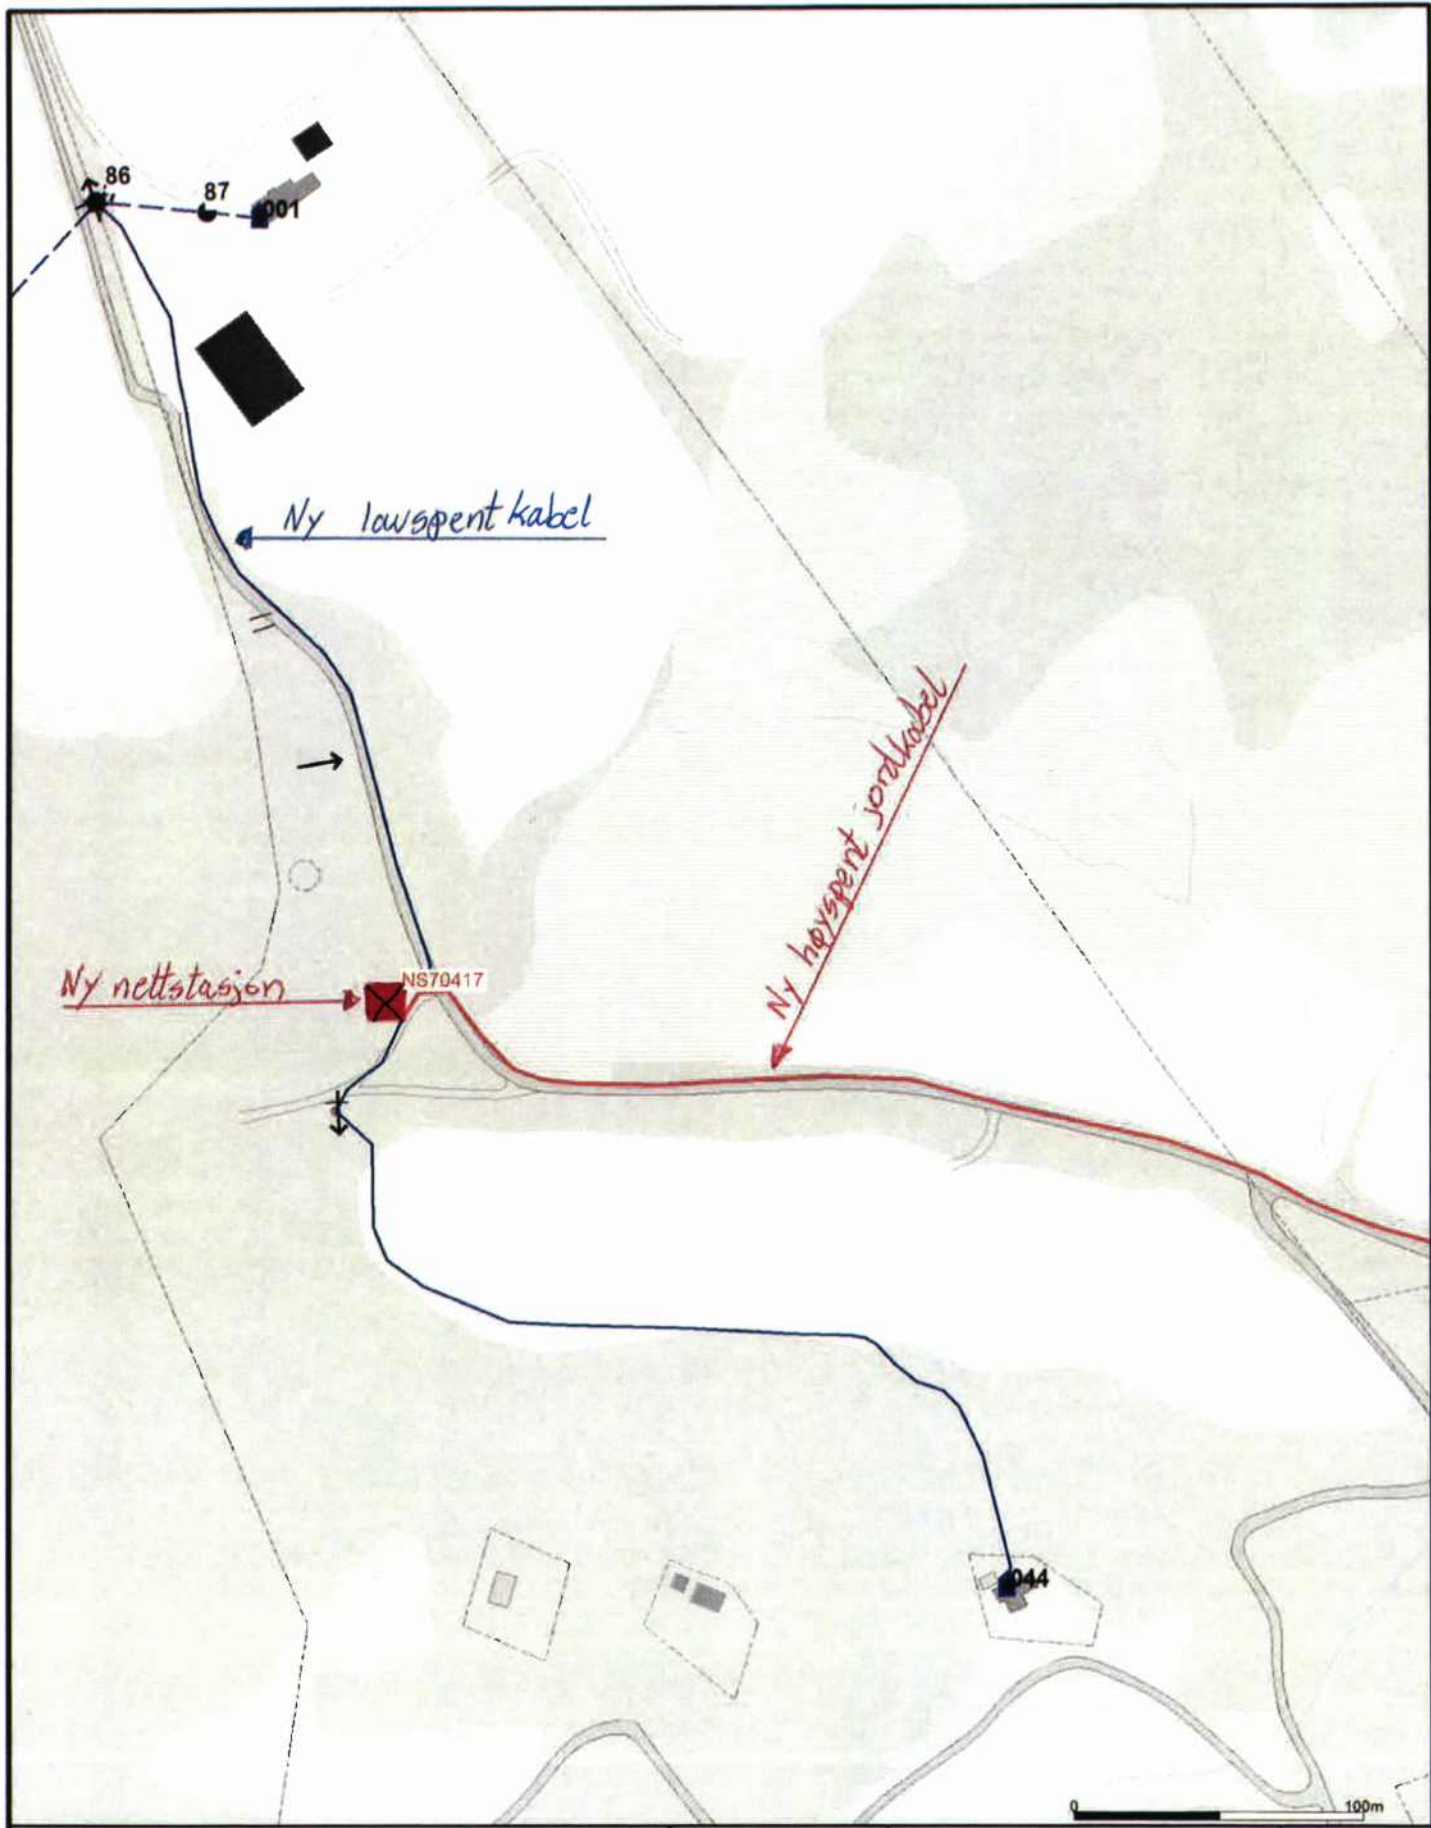 86
87
001
Ny lavspent kabel
Ny høyspent jordkabel
Ny nettstasjon
NS70417
044
0 100m